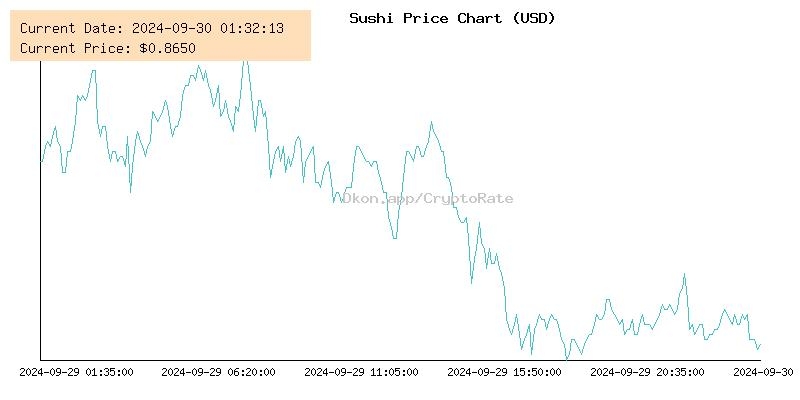 Sushi Price Chart (USD)
Current Date: 2024-09-30 01:32:13
Current Price: $0.8650
Okon.app/CryptoRate
2024-09-29 01:35:00 2024-09-29 06:20:00 2024-09-29 11:05:00 2024-09-29 15:50:00 2024-09-29 20:35:00 2024-09-30